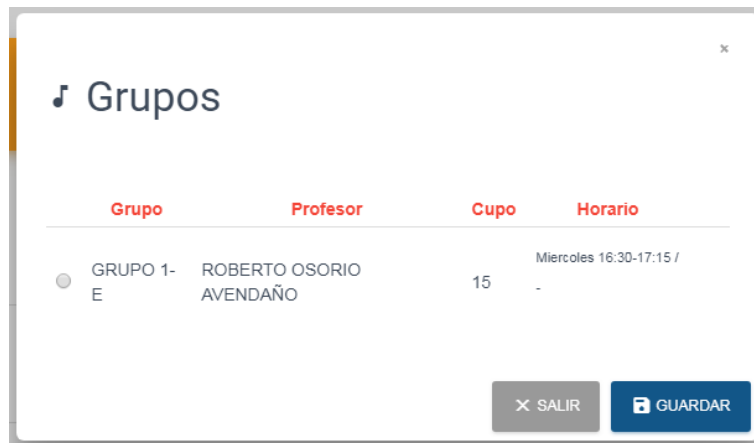 ×
Grupos
Grupo Profesor Cupo Horario
GRUPO 1- ROBERTO OSORIO Miercoles 16:30-17:15 /
E AVENDAÑO 15 -
× SALIR GUARDAR